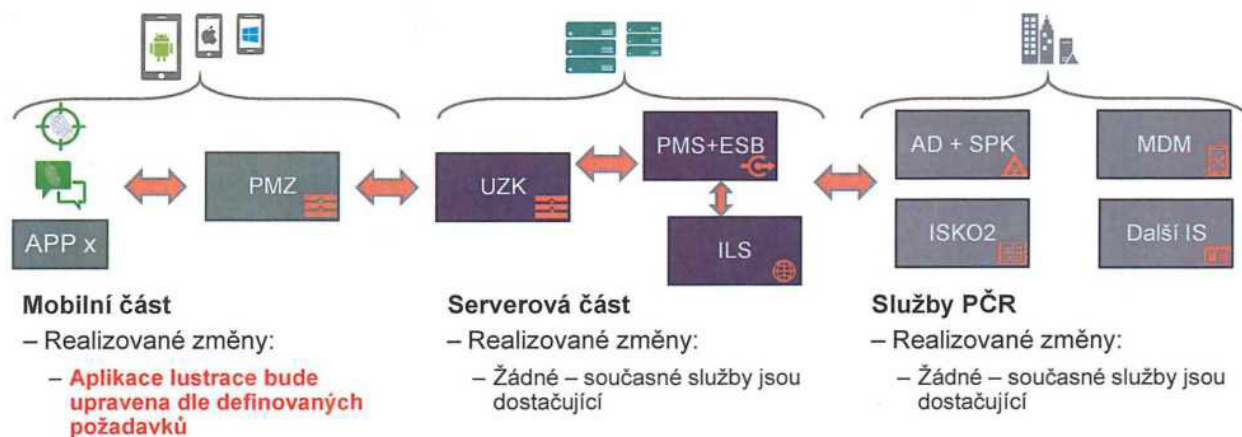 PMZ
APP x
UZK
PMS+ESB
ILS
AD + SPK
MDM
ISKO2
Další IS
Mobilní část
– Realizované změny:
– Aplikace lustrace bude
upravena dle definovaných
požadavků
Serverová část
– Realizované změny:
– Žádné – současné služby jsou
dostačující
Služby PČR
– Realizované změny:
– Žádné – současné služby jsou
dostačující